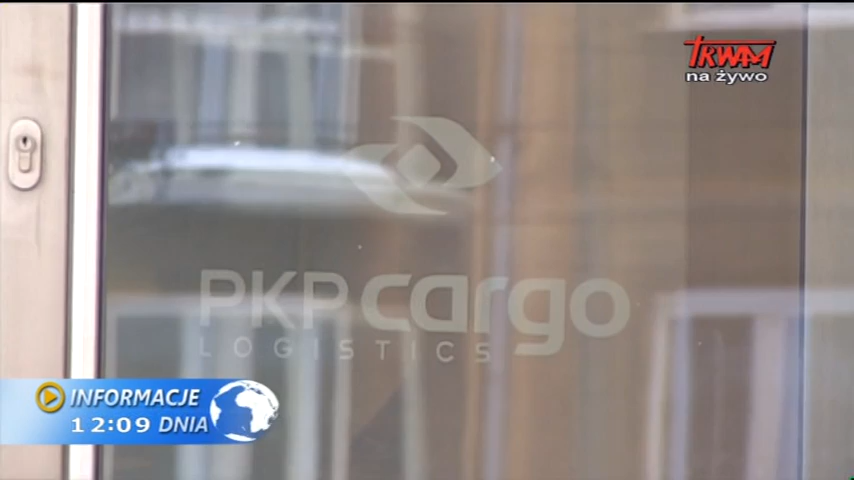 TRWAM
na żywo
PKP cargo
LOGISTICS
INFORMACJE
12:09 DNIA